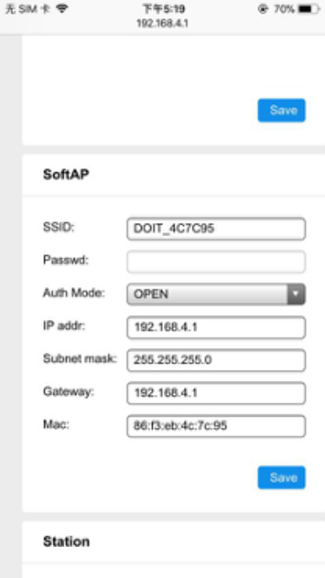 无 SIM 卡 下午5:19 70%
192.168.4.1
Save
SoftAP
SSID: DOIT_4C7C95
Passwd:
Auth Mode: OPEN
IP addr: 192.168.4.1
Subnet mask: 255.255.255.0
Gateway: 192.168.4.1
Mac: 86:f3:eb:4c:7c:95
Save
Station